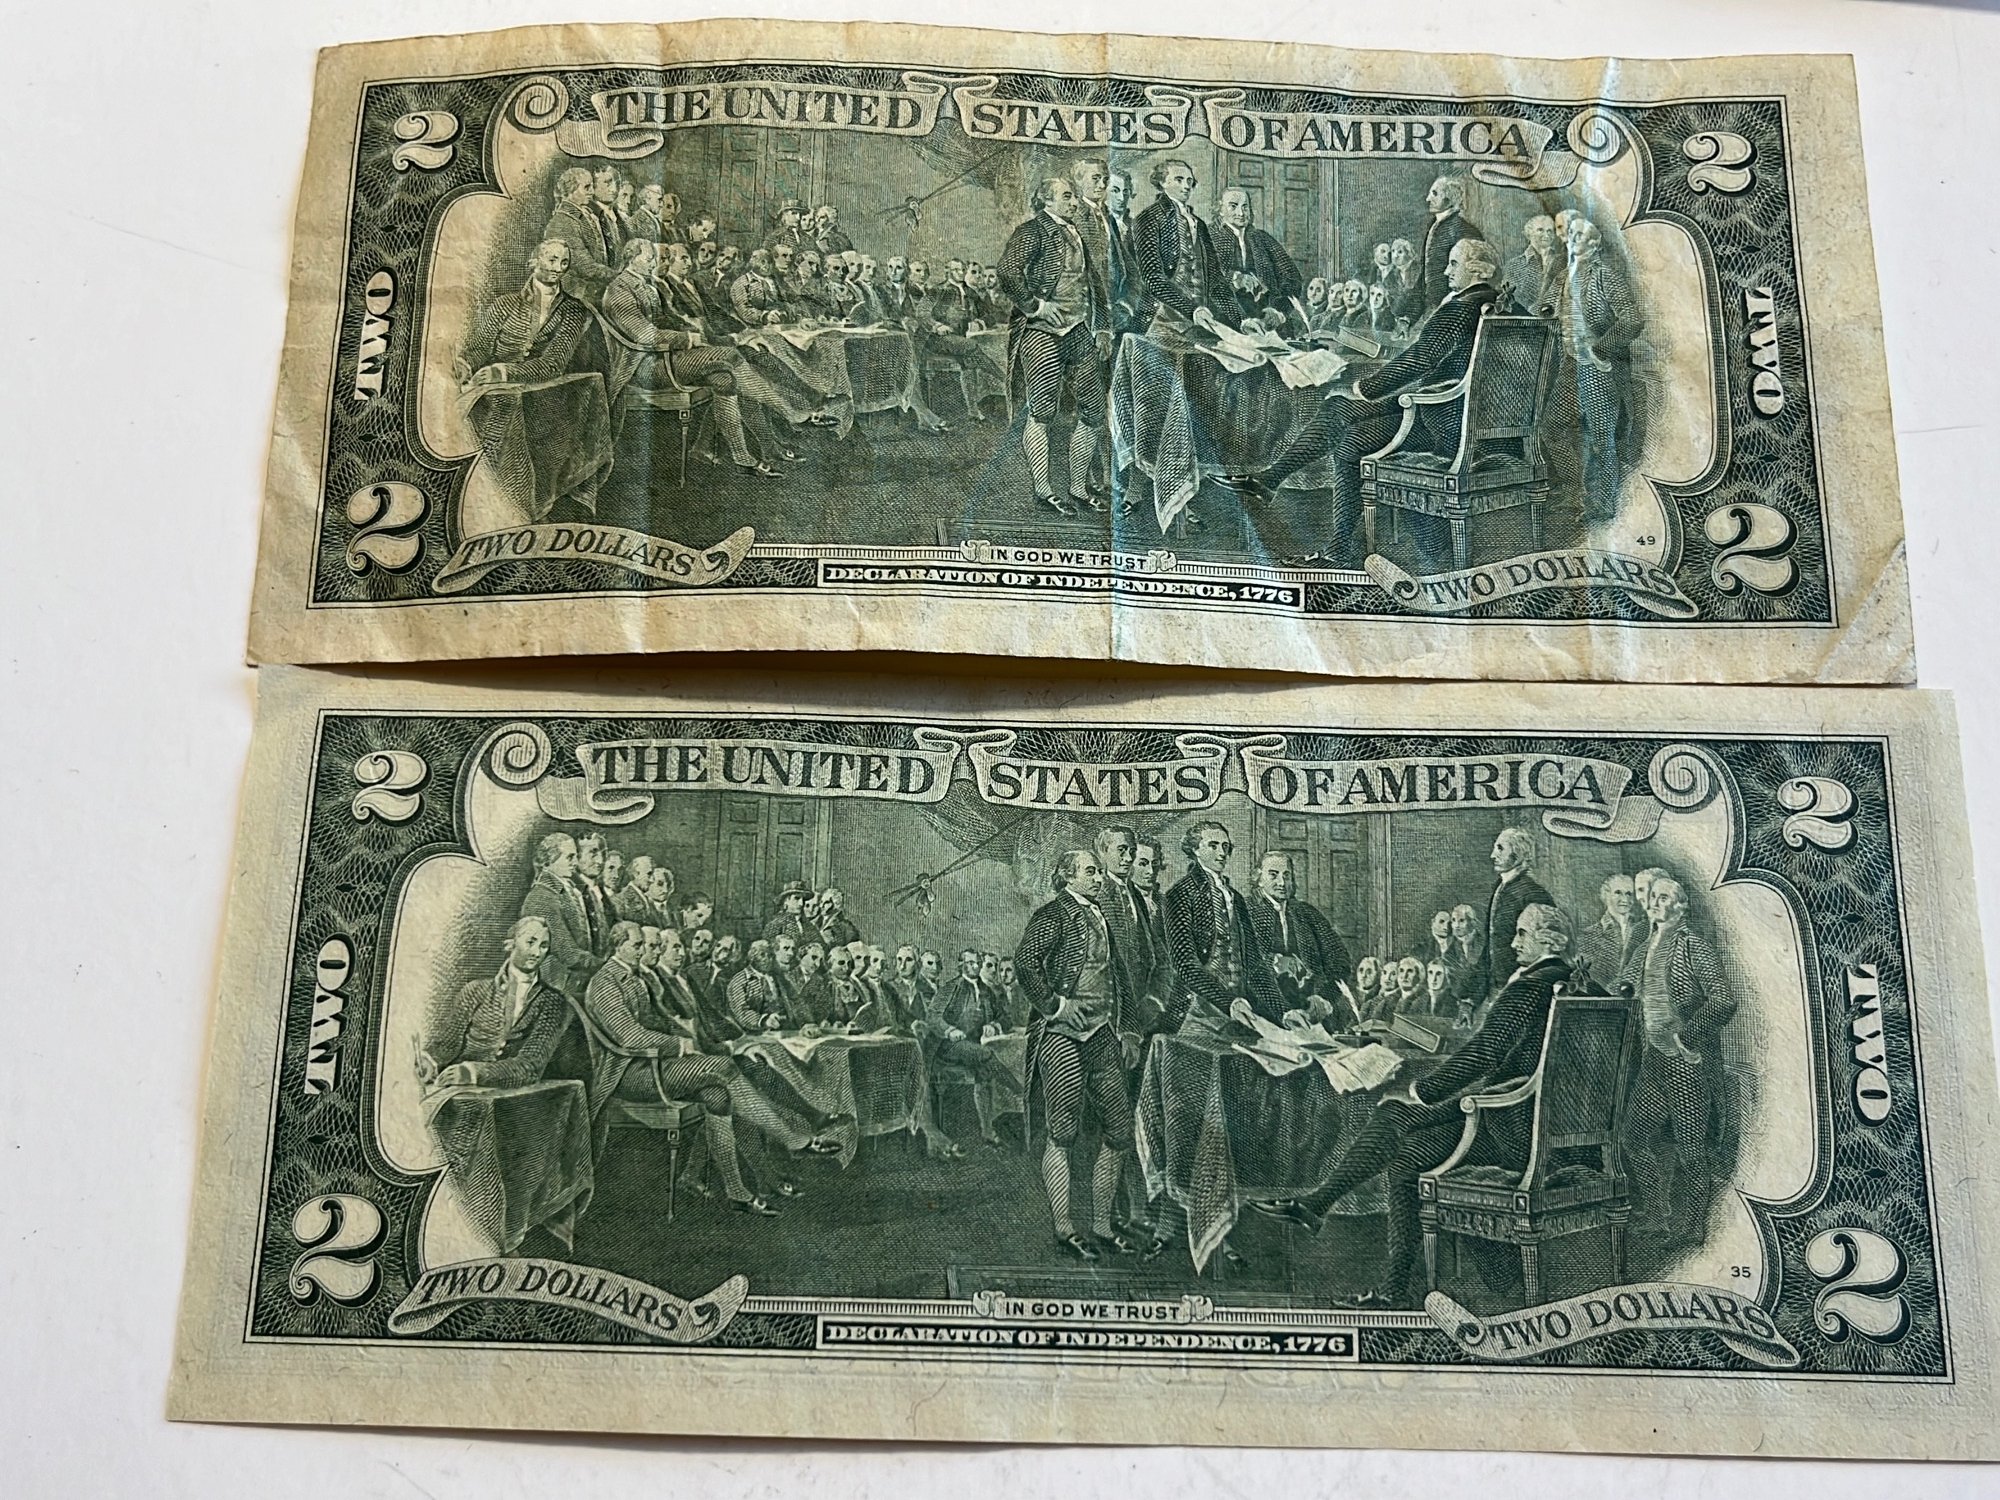 2 THE UNITED STATES OF AMERICA 2
TWO TWO
49
2 TWO DOLLARS IN GOD WE TRUST TWO DOLLARS 2
DECLARATION OF INDEPENDENCE, 1776
2 THE UNITED STATES OF AMERICA 2
TWO TWO
35
2 TWO DOLLARS IN GOD WE TRUST TWO DOLLARS 2
DECLARATION OF INDEPENDENCE, 1776